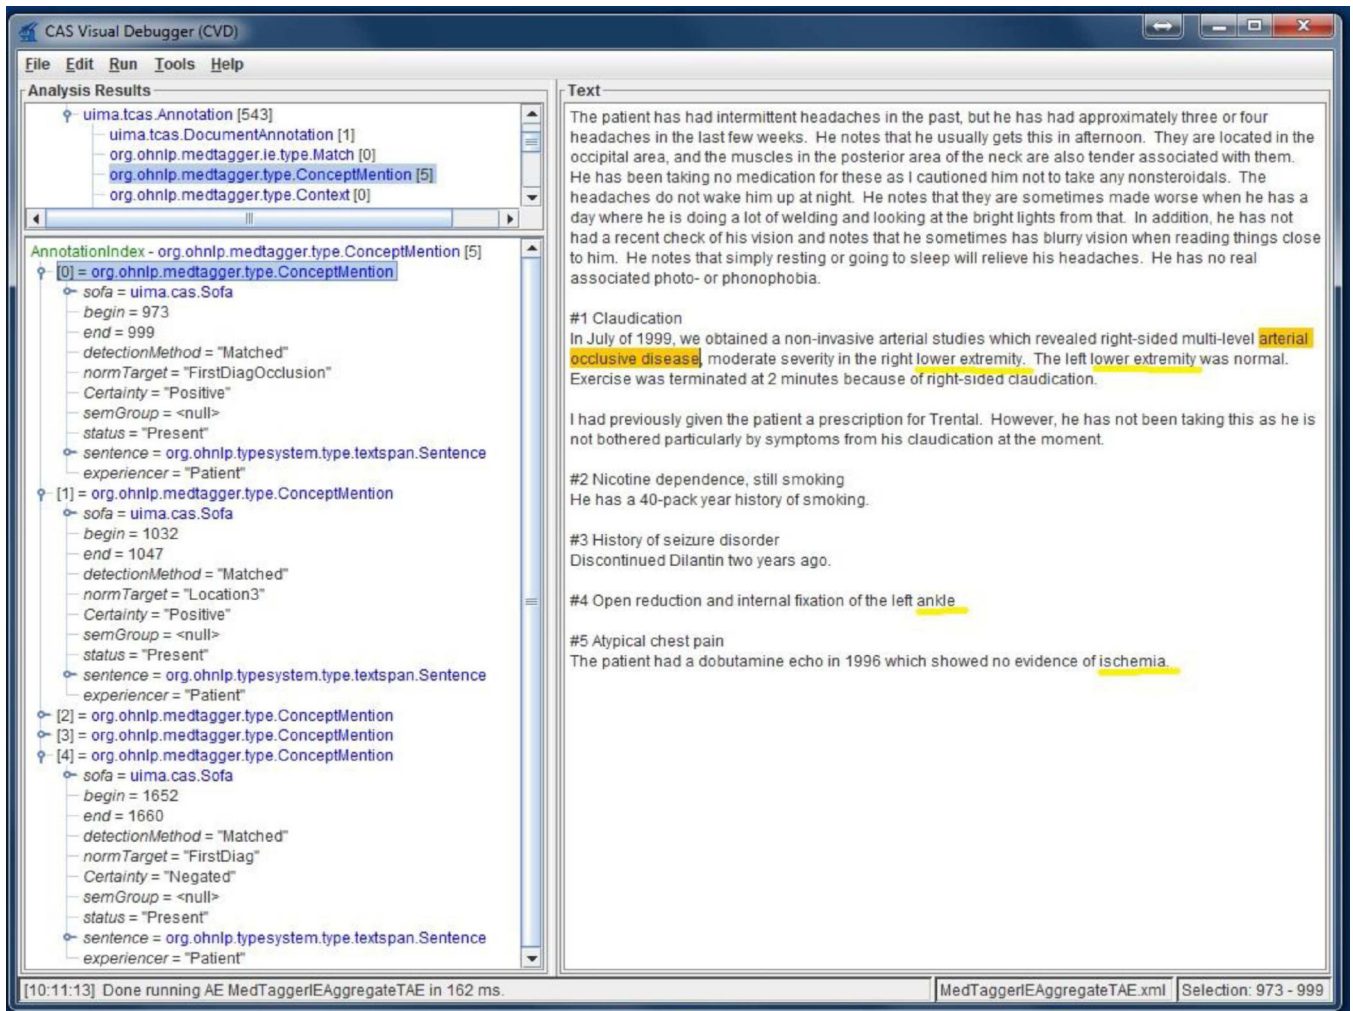 CAS Visual Debugger (CVD)
File Edit Run Tools Help
Analysis Results
uima.tcas.Annotation [543]
uima.tcas.DocumentAnnotation [1]
org.ohnlp.medtagger.ie.type.Match [0]
org.ohnlp.medtagger.type.ConceptMention [5]
org.ohnlp.medtagger.type.Context [0]
AnnotationIndex - org.ohnlp.medtagger.type.ConceptMention [5]
[0] = org.ohnlp.medtagger.type.ConceptMention
sofa = uima.cas.Sofa
begin = 973
end = 999
detectionMethod = "Matched"
normTarget = "FirstDiagOcclusion"
Certainty = "Positive"
semGroup = <null>
status = "Present"
sentence = org.ohnlp.typesystem.type.textspan.Sentence
experiencer = "Patient"
[1] = org.ohnlp.medtagger.type.ConceptMention
sofa = uima.cas.Sofa
begin = 1032
end = 1047
detectionMethod = "Matched"
normTarget = "Location3"
Certainty = "Positive"
semGroup = <null>
status = "Present"
sentence = org.ohnlp.typesystem.type.textspan.Sentence
experiencer = "Patient"
[2] = org.ohnlp.medtagger.type.ConceptMention
[3] = org.ohnlp.medtagger.type.ConceptMention
[4] = org.ohnlp.medtagger.type.ConceptMention
sofa = uima.cas.Sofa
begin = 1652
end = 1660
detectionMethod = "Matched"
normTarget = "FirstDiag"
Certainty = "Negated"
semGroup = <null>
status = "Present"
sentence = org.ohnlp.typesystem.type.textspan.Sentence
experiencer = "Patient"
Text
The patient has had intermittent headaches in the past, but he has had approximately three or four
headaches in the last few weeks. He notes that he usually gets this in afternoon. They are located in the
occipital area, and the muscles in the posterior area of the neck are also tender associated with them.
He has been taking no medication for these as I cautioned him not to take any nonsteroidals. The
headaches do not wake him up at night. He notes that they are sometimes made worse when he has a
day where he is doing a lot of welding and looking at the bright lights from that. In addition, he has not
had a recent check of his vision and notes that he sometimes has blurry vision when reading things close
to him. He notes that simply resting or going to sleep will relieve his headaches. He has no real
associated photo- or phonophobia.
#1 Claudication
In July of 1999, we obtained a non-invasive arterial studies which revealed right-sided multi-level arterial
occlusive disease, moderate severity in the right lower extremity. The left lower extremity was normal.
Exercise was terminated at 2 minutes because of right-sided claudication.
I had previously given the patient a prescription for Trental. However, he has not been taking this as he is
not bothered particularly by symptoms from his claudication at the moment.
#2 Nicotine dependence, still smoking
He has a 40-pack year history of smoking.
#3 History of seizure disorder
Discontinued Dilantin two years ago.
#4 Open reduction and internal fixation of the left ankle
#5 Atypical chest pain
The patient had a dobutamine echo in 1996 which showed no evidence of ischemia.
[10:11:13] Done running AE MedTaggerIEAggregateTAE in 162 ms.
MedTaggerIEAggregateTAE.xml
Selection: 973 - 999